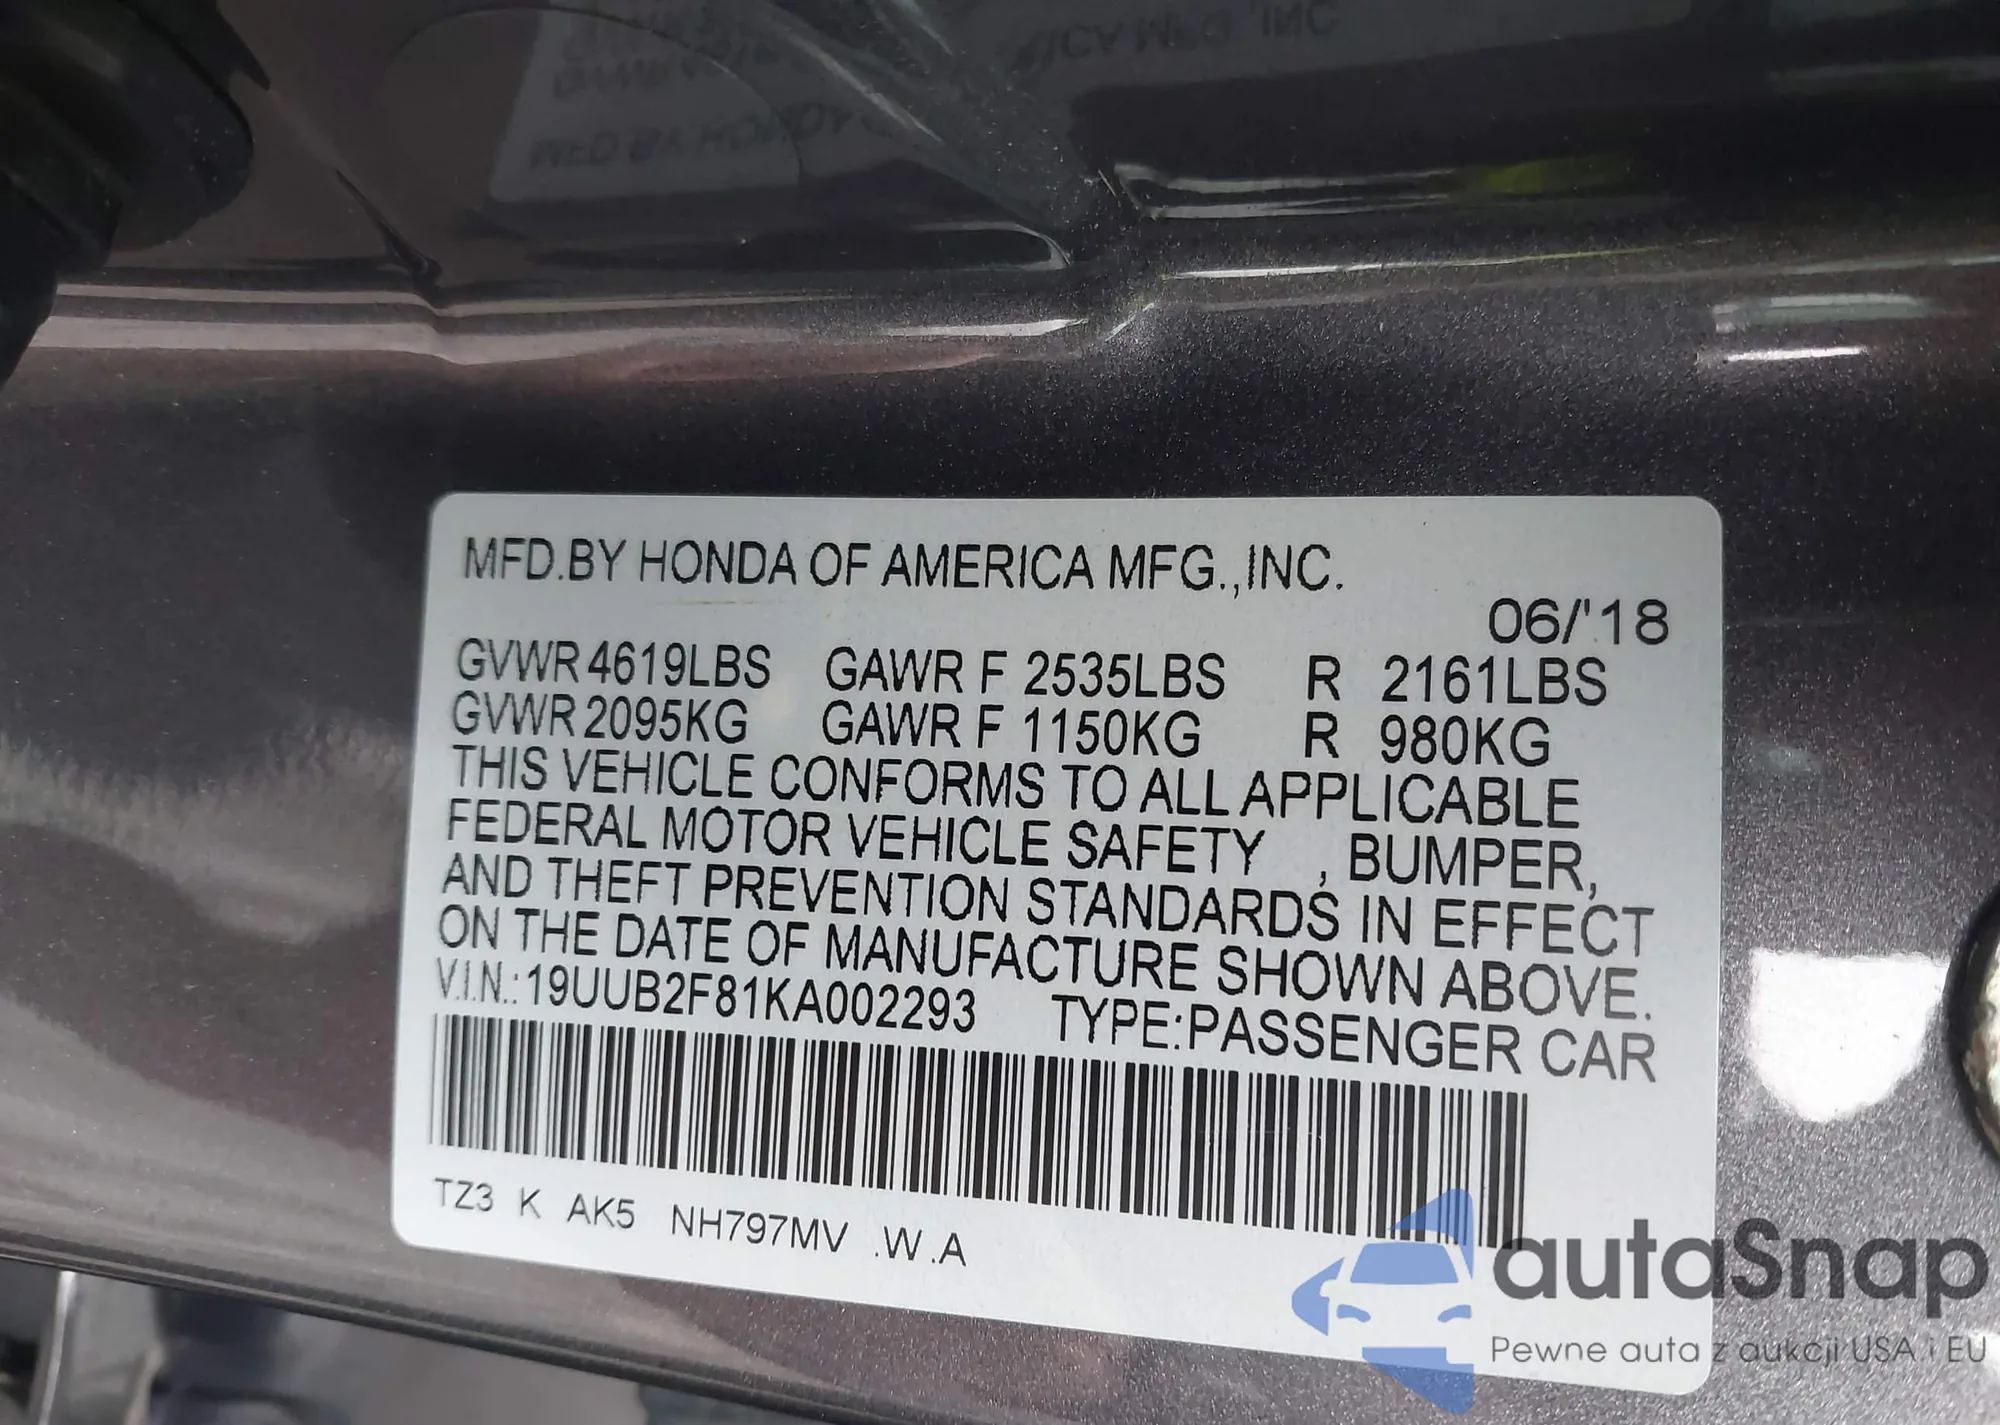 MFD.BY HONDA OF AMERICA MFG.,INC.
06/'18
GVWR 4619LBS GAWR F 2535LBS R 2161LBS
GVWR 2095KG GAWR F 1150KG R 980KG
THIS VEHICLE CONFORMS TO ALL APPLICABLE
FEDERAL MOTOR VEHICLE SAFETY , BUMPER,
AND THEFT PREVENTION STANDARDS IN EFFECT
ON THE DATE OF MANUFACTURE SHOWN ABOVE.
V.I.N.:19UUB2F81KA002293 TYPE:PASSENGER CAR
TZ3 K AK5 NH797MV .W.A
autoSnap
Pewne auta z aukcji USA i EU